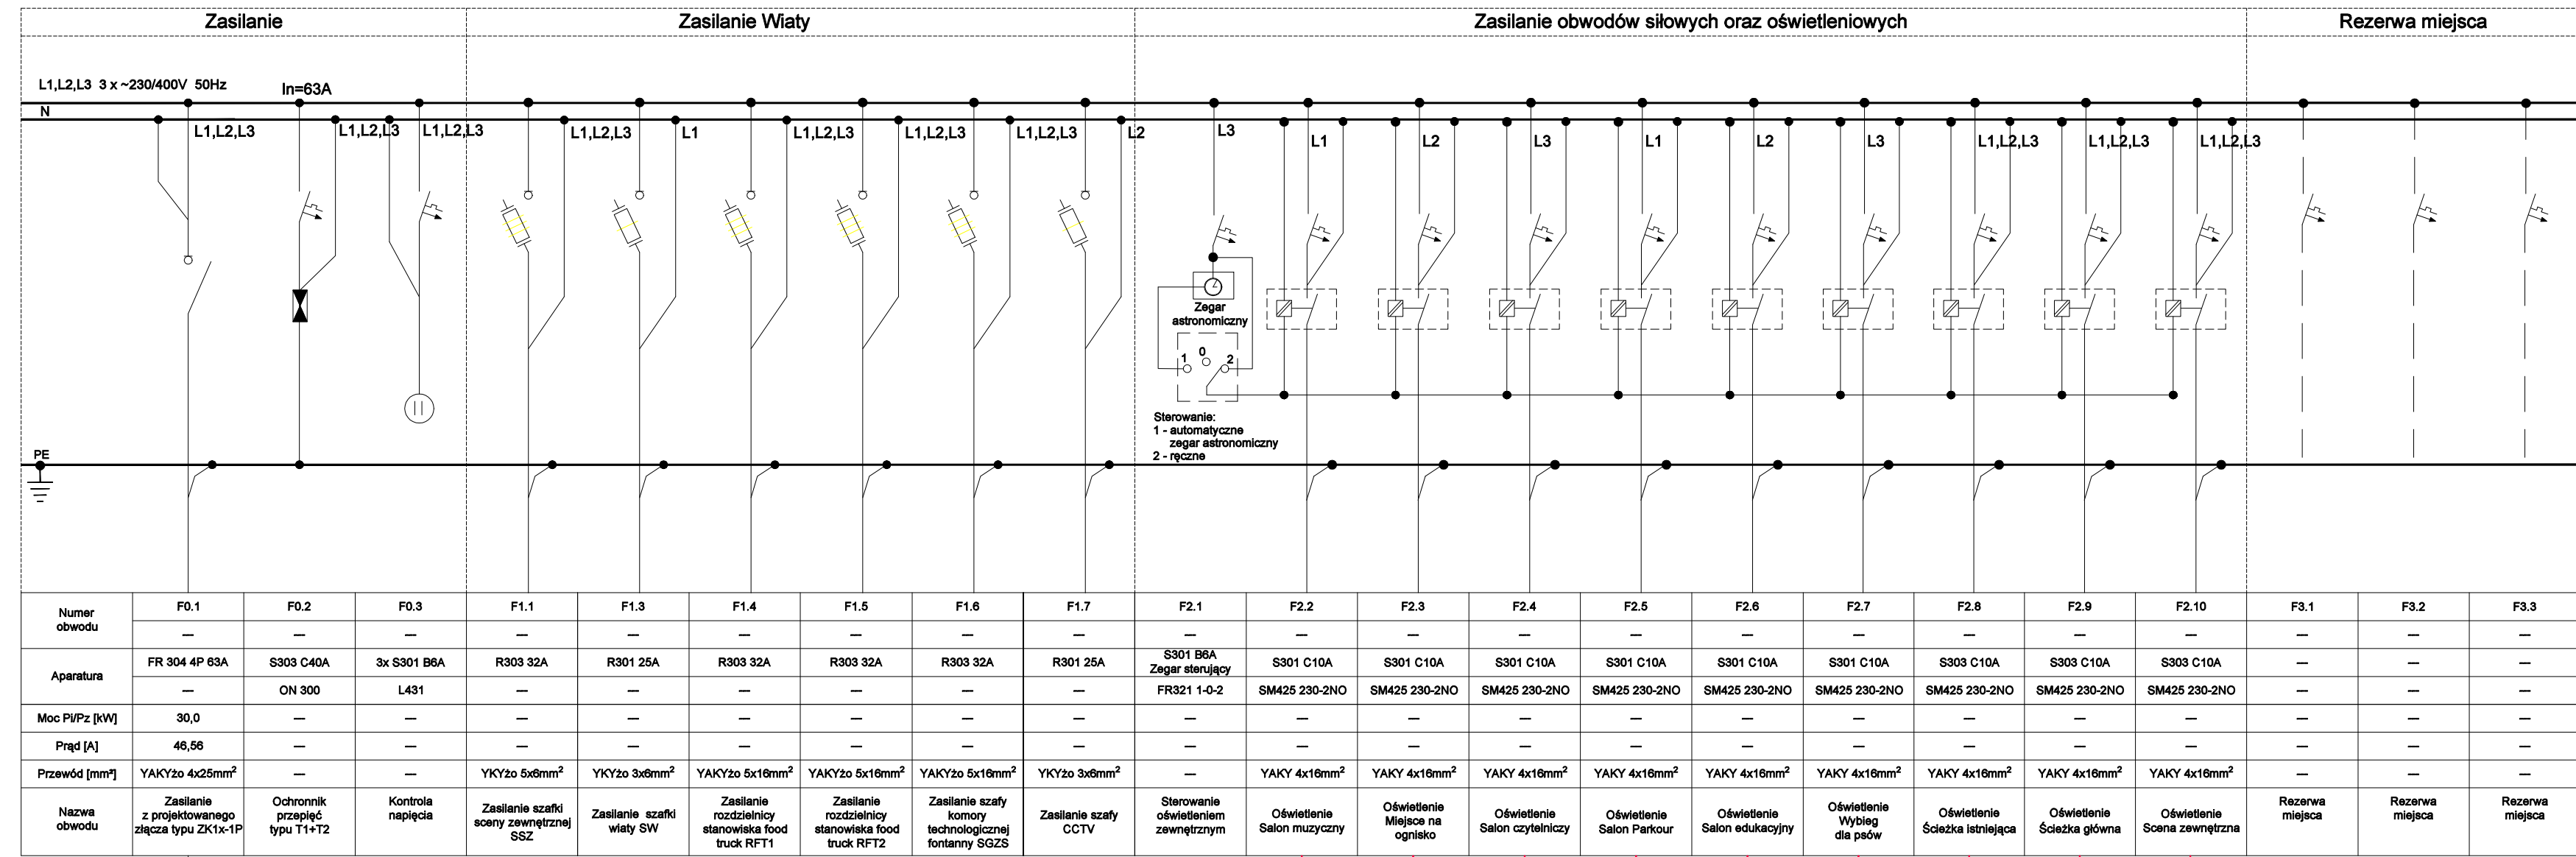 Zasilanie
Zasilanie Wiaty
Zasilanie obwodów siłowych oraz oświetleniowych
Rezerwa miejsca
L1,L2,L3 3 x ~230/400V 50Hz
In=63A
N
L1,L2,L3
L1,L2,L3
L1,L2,L3
L1,L2,L3
L1
L1,L2,L3
L1,L2,L3
L1,L2,L3
L2
L3
L1
L2
L3
L1
L2
L3
L1,L2,L3
L1,L2,L3
L1,L2,L3
Zegar
astronomiczny
1
0
2
Sterowanie:
1 - automatyczne
zegar astronomiczny
2 - ręczne
PE
Numer
obwodu
F0.1 F0.2 F0.3 F1.1 F1.3 F1.4 F1.5 F1.6 F1.7 F2.1 F2.2 F2.3 F2.4 F2.5 F2.6 F2.7 F2.8 F2.9 F2.10 F3.1 F3.2 F3.3
— — — — — — — — — — — — — — — — — — — — — —
Aparatura
FR 304 4P 63A S303 C40A 3x S301 B6A R303 32A R301 25A R303 32A R303 32A R303 32A R301 25A
S301 B6A
Zegar sterujący
S301 C10A S301 C10A S301 C10A S301 C10A S301 C10A S301 C10A S303 C10A S303 C10A S303 C10A — — —
— ON 300 L431 — — — — — — FR321 1-0-2 SM425 230-2NO SM425 230-2NO SM425 230-2NO SM425 230-2NO SM425 230-2NO SM425 230-2NO SM425 230-2NO SM425 230-2NO SM425 230-2NO — — —
Moc Pi/Pz [kW] 30,0 — — — — — — — — — — — — — — — — — — — — —
Prąd [A] 46,56 — — — — — — — — — — — — — — — — — — — — —
Przewód [mm²] YAKYżo 4x25mm² — — YKYżo 5x6mm² YKYżo 3x6mm² YAKYżo 5x16mm² YAKYżo 5x16mm² YAKYżo 5x16mm² YKYżo 3x6mm² — YAKY 4x16mm² YAKY 4x16mm² YAKY 4x16mm² YAKY 4x16mm² YAKY 4x16mm² YAKY 4x16mm² YAKY 4x16mm² YAKY 4x16mm² YAKY 4x16mm² — — —
Nazwa
obwodu
Zasilanie
z projektowanego
złącza typu ZK1x-1P
Ochronnik
przepięć
typu T1+T2
Kontrola
napięcia
Zasilanie szafki
sceny zewnętrznej
SSZ
Zasilanie szafki
wiaty SW
Zasilanie
rozdzielnicy
stanowiska food
truck RFT1
Zasilanie
rozdzielnicy
stanowiska food
truck RFT2
Zasilanie szafy
komory
technologicznej
fontanny SGZS
Zasilanie szafy
CCTV
Sterowanie
oświetleniem
zewnętrznym
Oświetlenie
Salon muzyczny
Oświetlenie
Miejsce na
ognisko
Oświetlenie
Salon czytelniczy
Oświetlenie
Salon Parkour
Oświetlenie
Salon edukacyjny
Oświetlenie
Wybieg
dla psów
Oświetlenie
Ścieżka istniejąca
Oświetlenie
Ścieżka główna
Oświetlenie
Scena zewnętrzna
Rezerwa
miejsca
Rezerwa
miejsca
Rezerwa
miejsca